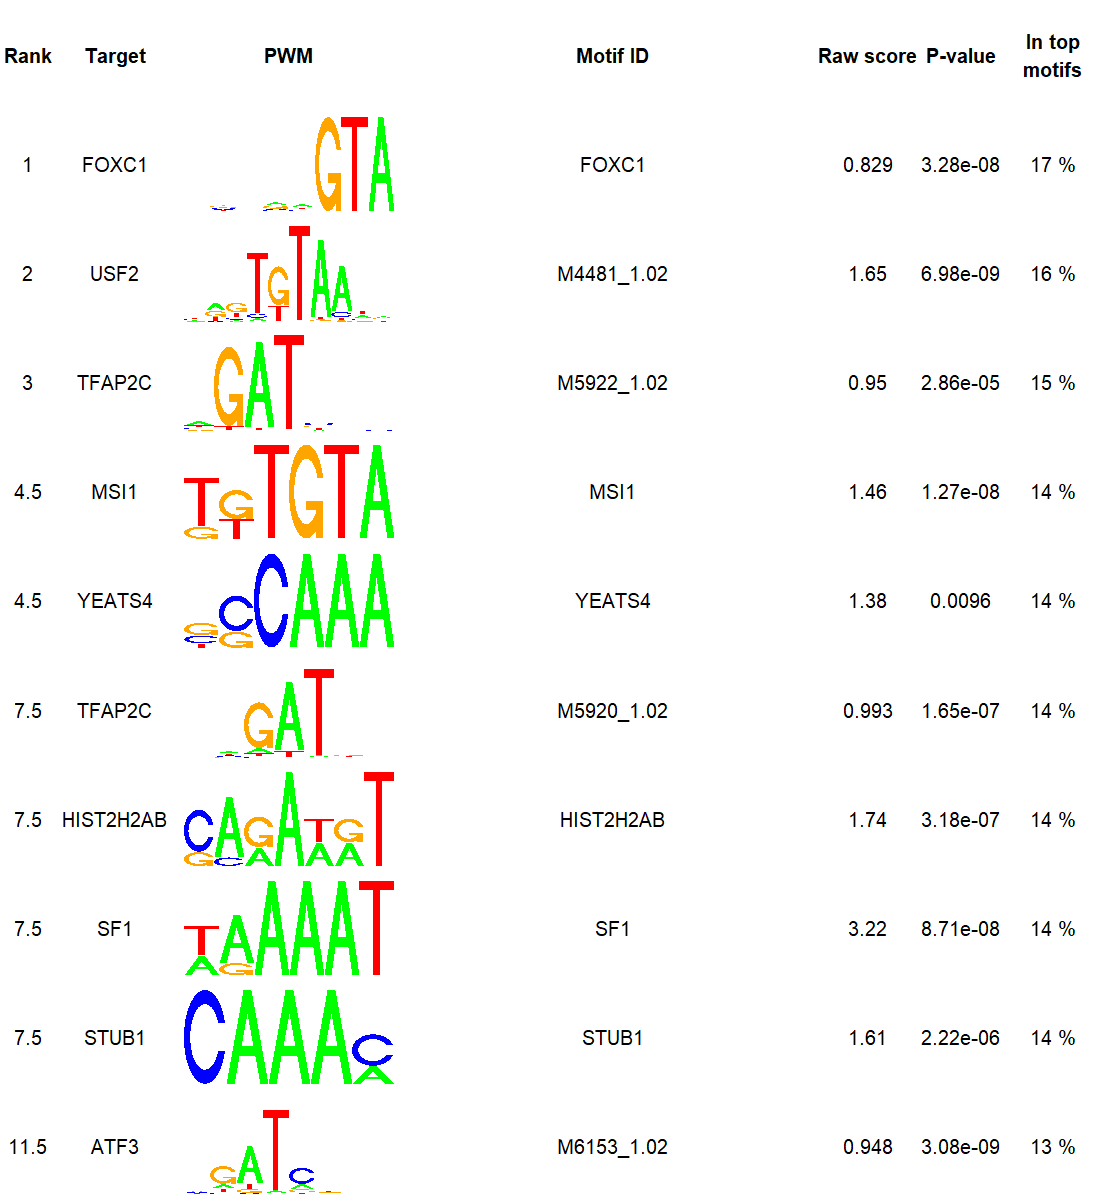 Rank Target PWM Motif ID Raw score P-value In top motifs
1 FOXC1 GTA FOXC1 0.829 3.28e-08 17 %
2 USF2 TGTAA M4481_1.02 1.65 6.98e-09 16 %
3 TFAP2C GAT M5922_1.02 0.95 2.86e-05 15 %
4.5 MSI1 TGTGTA MSI1 1.46 1.27e-08 14 %
4.5 YEATS4 GCCAAA YEATS4 1.38 0.0096 14 %
7.5 TFAP2C GAT M5920_1.02 0.993 1.65e-07 14 %
7.5 HIST2H2AB CAGATGT HIST2H2AB 1.74 3.18e-07 14 %
7.5 SF1 TAAAAT SF1 3.22 8.71e-08 14 %
7.5 STUB1 CAAAC STUB1 1.61 2.22e-06 14 %
11.5 ATF3 GATC M6153_1.02 0.948 3.08e-09 13 %